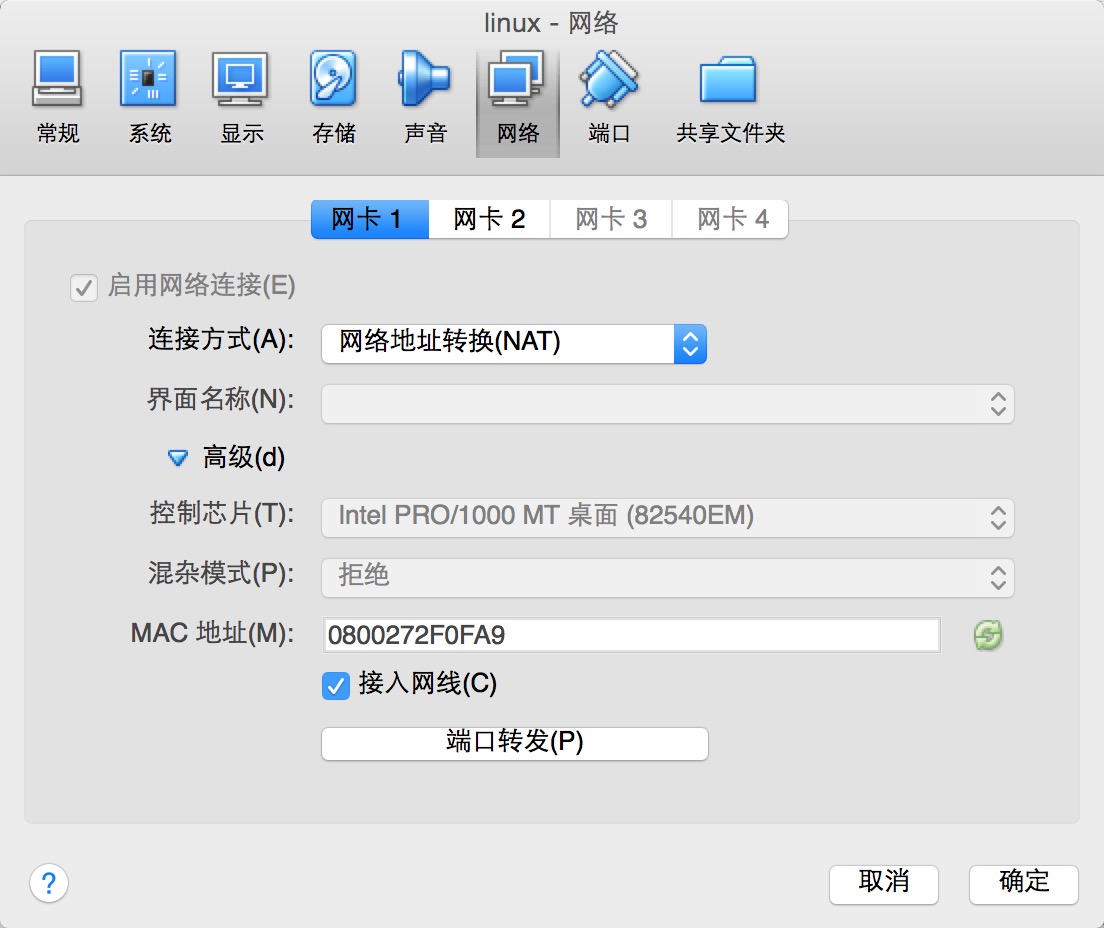 linux - 网络
常规 系统 显示 存储 声音 网络 端口 共享文件夹
网卡 1 网卡 2 网卡 3 网卡 4
启用网络连接(E)
连接方式(A): 网络地址转换(NAT)
界面名称(N):
高级(d)
控制芯片(T): Intel PRO/1000 MT 桌面 (82540EM)
混杂模式(P): 拒绝
MAC 地址(M): 0800272F0FA9
接入网线(C)
端口转发(P)
? 取消 确定